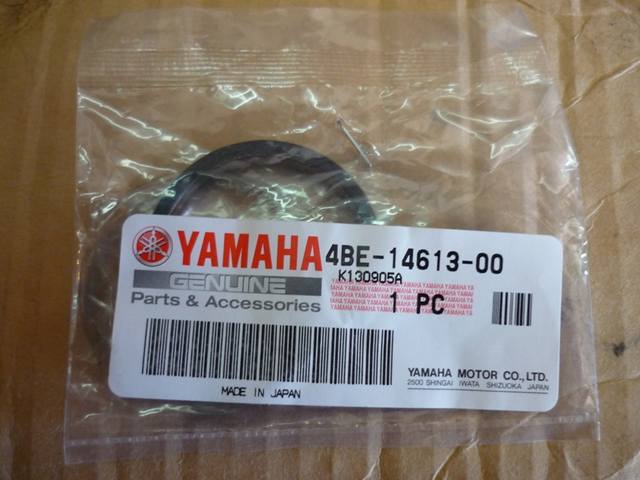 YAMAHA 4BE-14613-00
GENUINE K130905A
Parts & Accessories 1 PC
YAMAHA MOTOR CO., LTD.
2500 SHINGAI IWATA SHIZUOKA JAPAN
MADE IN JAPAN